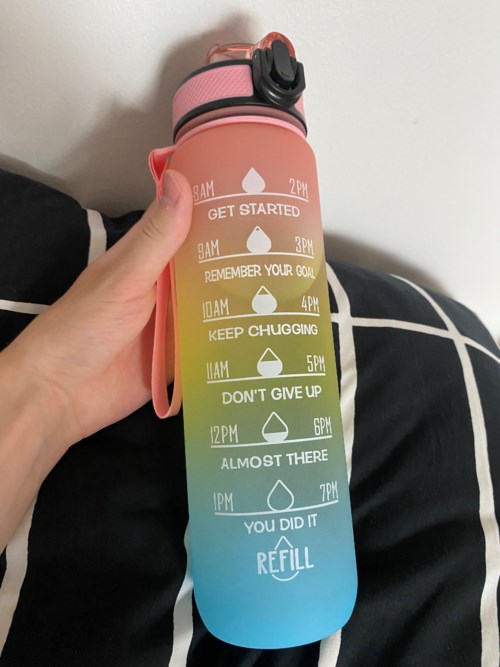 8AM 2PM
GET STARTED
9AM 3PM
REMEMBER YOUR GOAL
10AM 4PM
KEEP CHUGGING
11AM 5PM
DON'T GIVE UP
12PM 6PM
ALMOST THERE
1PM 7PM
YOU DID IT
REFILL